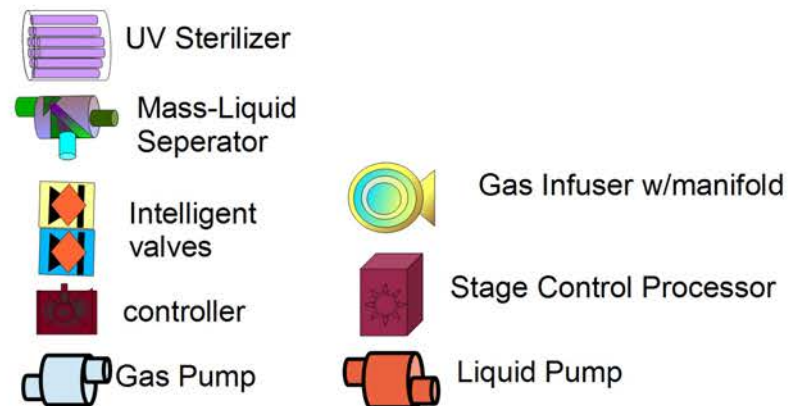 UV Sterilizer
Mass-Liquid
Seperator
Gas Infuser w/manifold
Intelligent
valves
Stage Control Processor
controller
Gas Pump
Liquid Pump